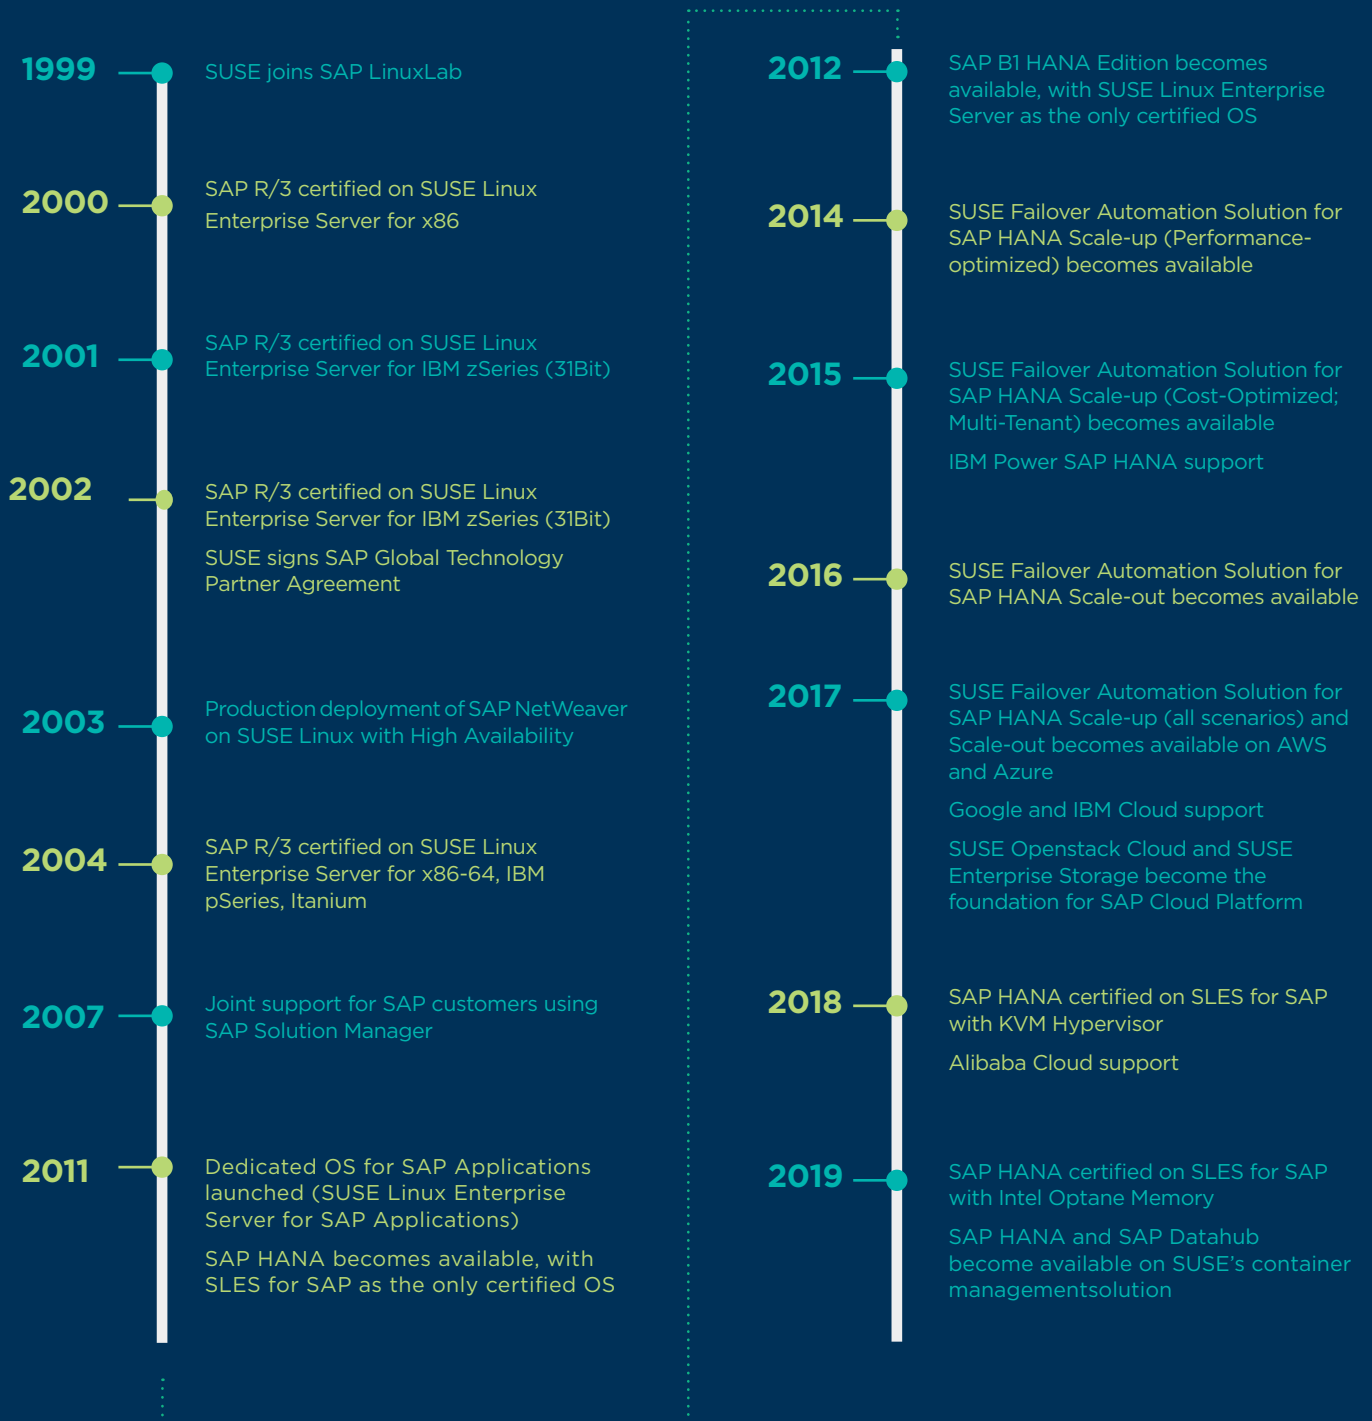 1999
SUSE joins SAP LinuxLab
2000
SAP R/3 certified on SUSE Linux
Enterprise Server for x86
2001
SAP R/3 certified on SUSE Linux
Enterprise Server for IBM zSeries (31Bit)
2002
SAP R/3 certified on SUSE Linux
Enterprise Server for IBM zSeries (31Bit)
SUSE signs SAP Global Technology
Partner Agreement
2003
Production deployment of SAP NetWeaver
on SUSE Linux with High Availability
2004
SAP R/3 certified on SUSE Linux
Enterprise Server for x86-64, IBM
pSeries, Itanium
2007
Joint support for SAP customers using
SAP Solution Manager
2011
Dedicated OS for SAP Applications
launched (SUSE Linux Enterprise
Server for SAP Applications)
SAP HANA becomes available, with
SLES for SAP as the only certified OS
2012
SAP B1 HANA Edition becomes
available, with SUSE Linux Enterprise
Server as the only certified OS
2014
SUSE Failover Automation Solution for
SAP HANA Scale-up (Performance-
optimized) becomes available
2015
SUSE Failover Automation Solution for
SAP HANA Scale-up (Cost-Optimized;
Multi-Tenant) becomes available
IBM Power SAP HANA support
2016
SUSE Failover Automation Solution for
SAP HANA Scale-out becomes available
2017
SUSE Failover Automation Solution for
SAP HANA Scale-up (all scenarios) and
Scale-out becomes available on AWS
and Azure
Google and IBM Cloud support
SUSE Openstack Cloud and SUSE
Enterprise Storage become the
foundation for SAP Cloud Platform
2018
SAP HANA certified on SLES for SAP
with KVM Hypervisor
Alibaba Cloud support
2019
SAP HANA certified on SLES for SAP
with Intel Optane Memory
SAP HANA and SAP Datahub
become available on SUSE's container
managementsolution